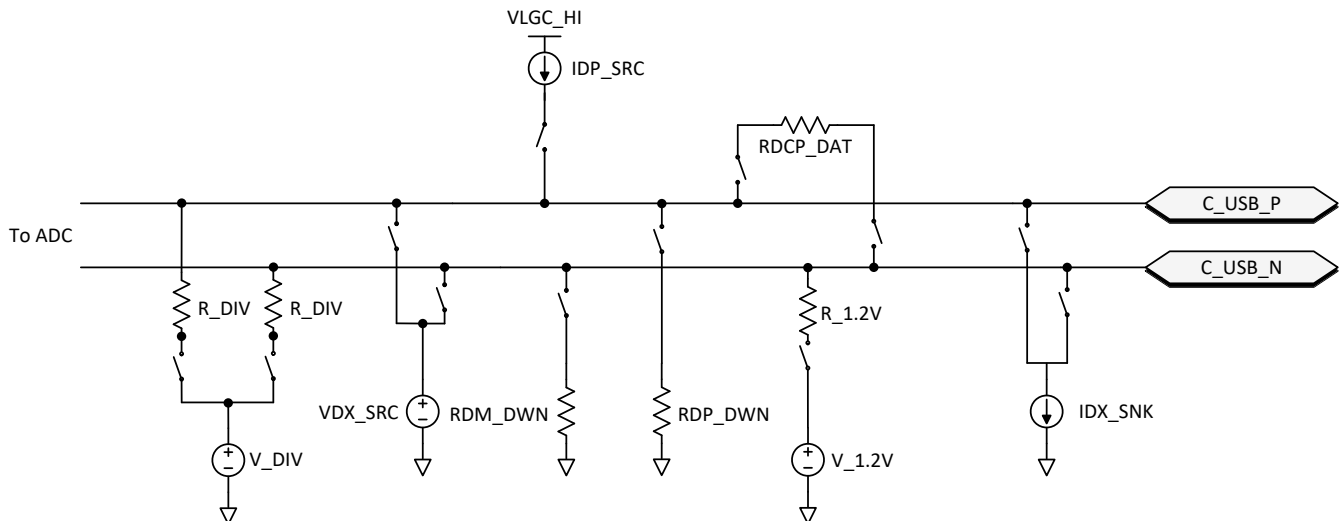 VLGC_HI
IDP_SRC
RDCP_DAT
C_USB_P
To ADC
C_USB_N
R_DIV
R_DIV
R_1.2V
VDX_SRC
RDM_DWN
RDP_DWN
IDX_SNK
V_DIV
V_1.2V